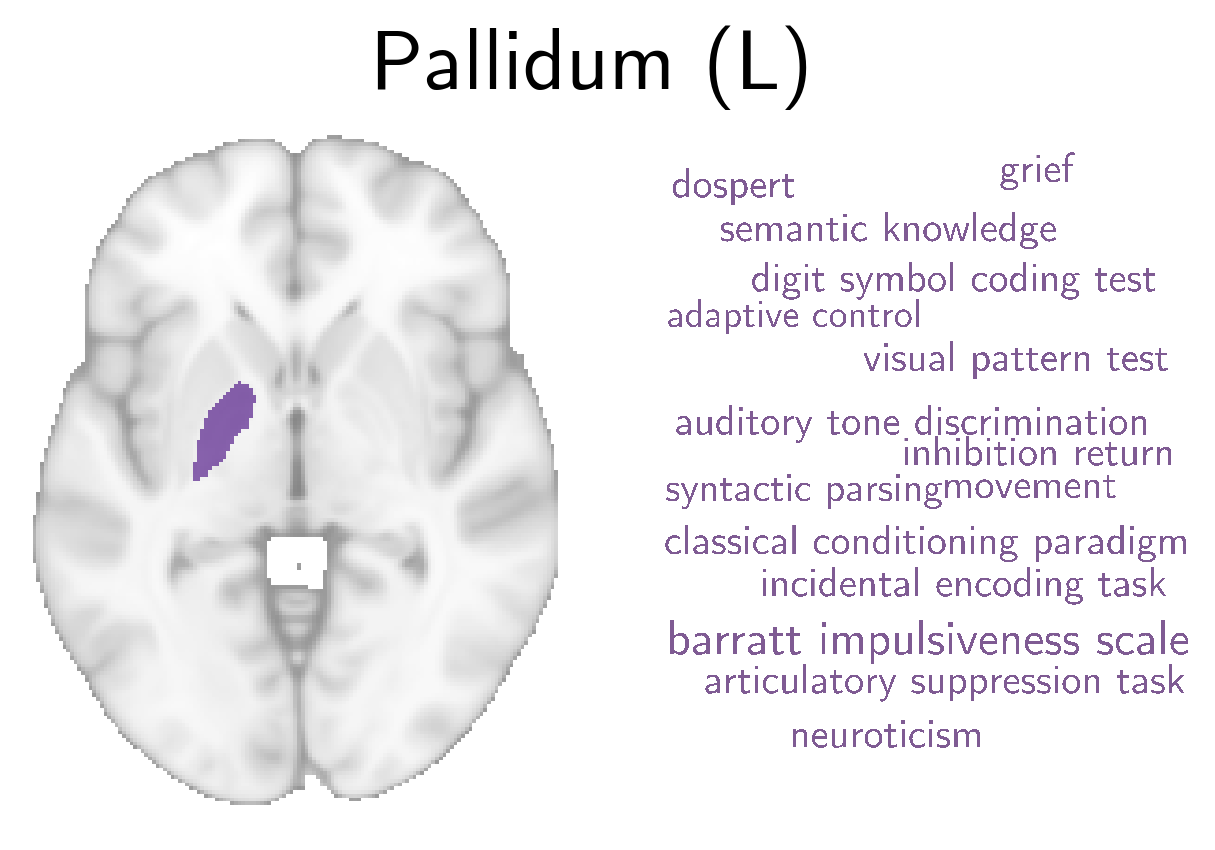 Pallidum (L)
grief
dospert
semantic knowledge
digit symbol coding test
adaptive control
visual pattern test
auditory tone discrimination
inhibition return
syntactic parsing
movement
classical conditioning paradigm
incidental encoding task
barratt impulsiveness scale
articulatory suppression task
neuroticism